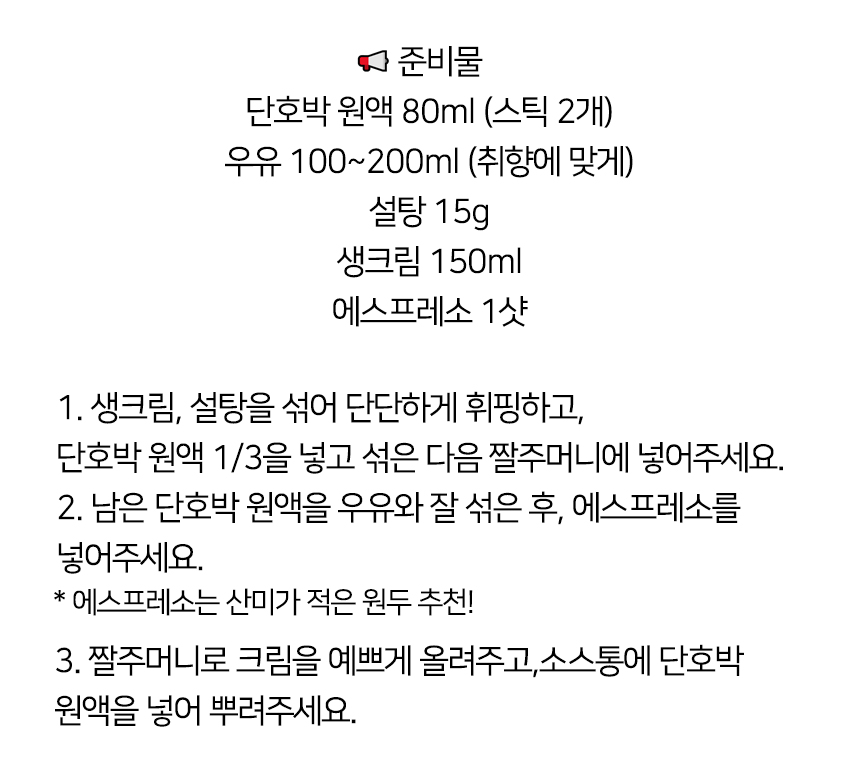 준비물
단호박 원액 80ml (스틱 2개)
우유 100~200ml (취향에 맞게)
설탕 15g
생크림 150ml
에스프레소 1샷
1. 생크림, 설탕을 섞어 단단하게 휘핑하고,
단호박 원액 1/3을 넣고 섞은 다음 짤주머니에 넣어주세요.
2. 남은 단호박 원액을 우유와 잘 섞은 후, 에스프레소를
넣어주세요.
* 에스프레소는 산미가 적은 원두 추천!
3. 짤주머니로 크림을 예쁘게 올려주고,소스통에 단호박
원액을 넣어 뿌려주세요.